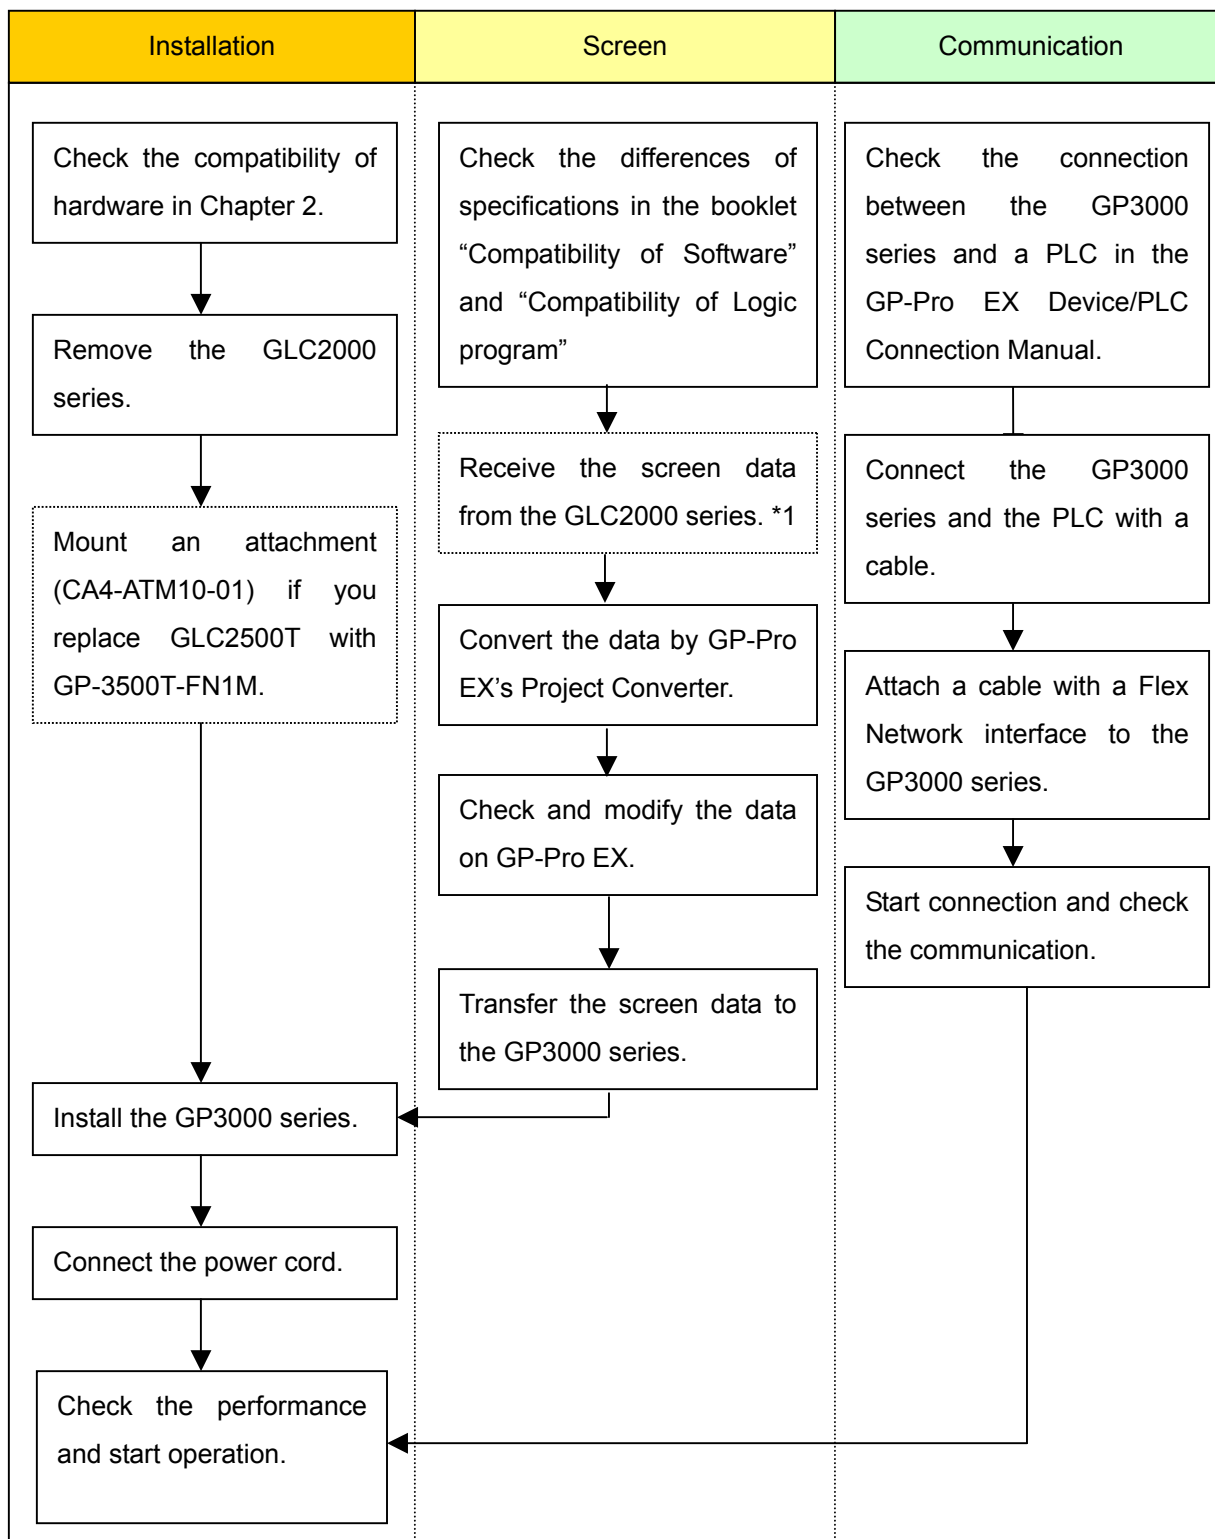 Installation
Screen
Communication
Check the compatibility of
hardware in Chapter 2.
Remove the GLC2000
series.
Mount an attachment
(CA4-ATM10-01) if you
replace GLC2500T with
GP-3500T-FN1M.
Install the GP3000 series.
Connect the power cord.
Check the performance
and start operation.
Check the differences of
specifications in the booklet
“Compatibility of Software”
and “Compatibility of Logic
program”
Receive the screen data
from the GLC2000 series. *1
Convert the data by GP-Pro
EX’s Project Converter.
Check and modify the data
on GP-Pro EX.
Transfer the screen data to
the GP3000 series.
Check the connection
between the GP3000
series and a PLC in the
GP-Pro EX Device/PLC
Connection Manual.
Connect the GP3000
series and the PLC with a
cable.
Attach a cable with a Flex
Network interface to the
GP3000 series.
Start connection and check
the communication.